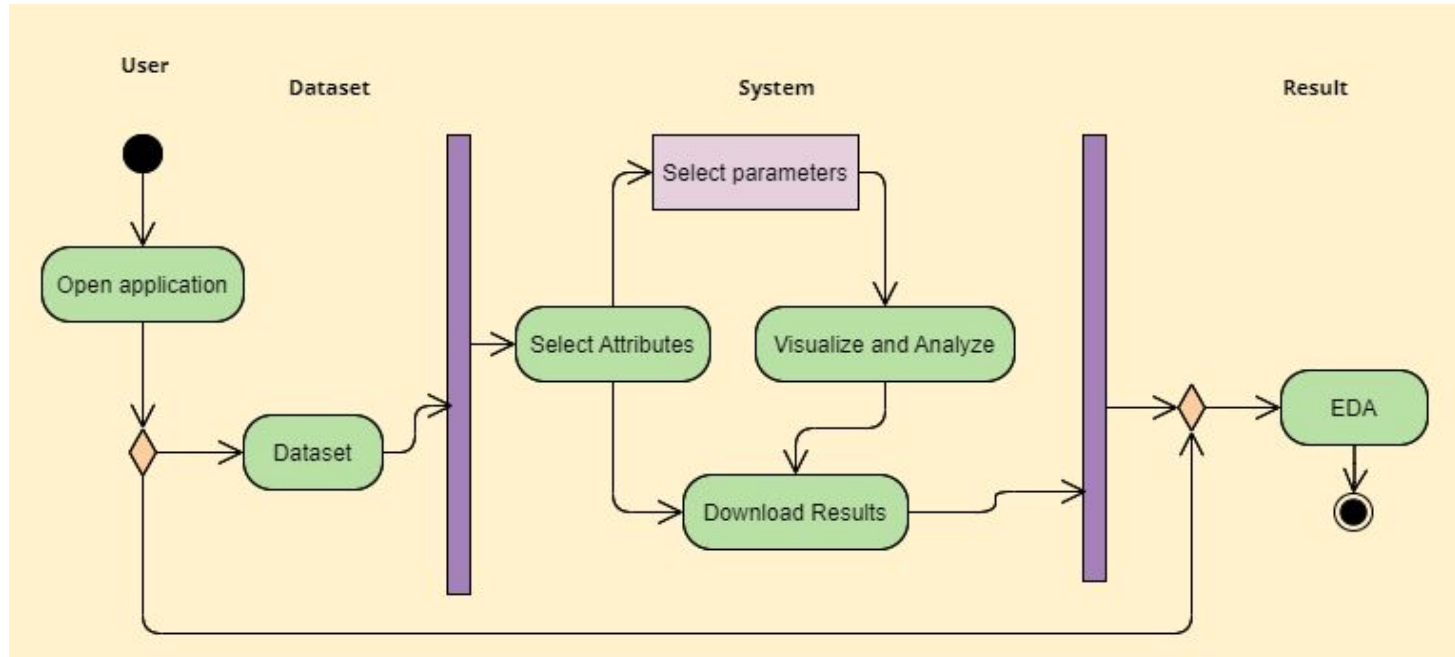 User
Dataset
System
Result
Select parameters
Open application
Select Attributes
Visualize and Analyze
EDA
Dataset
Download Results